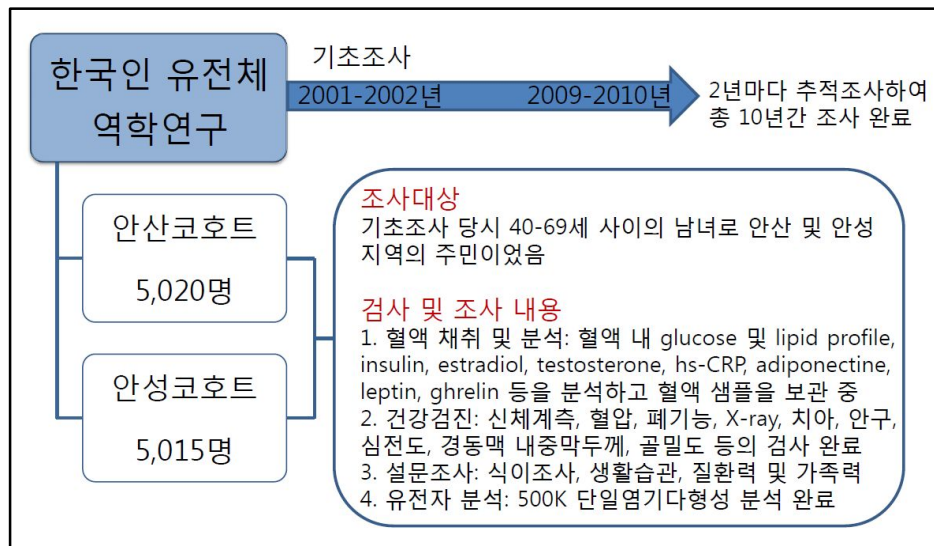 한국인 유전체
역학연구
기초조사
2001-2002년
2009-2010년
2년마다 추적조사하여
총 10년간 조사 완료
안산코호트
5,020명
안성코호트
5,015명
조사대상
기초조사 당시 40-69세 사이의 남녀로 안산 및 안성
지역의 주민이었음
검사 및 조사 내용
1. 혈액 채취 및 분석: 혈액 내 glucose 및 lipid profile,
insulin, estradiol, testosterone, hs-CRP, adiponectine,
leptin, ghrelin 등을 분석하고 혈액 샘플을 보관 중
2. 건강검진: 신체계측, 혈압, 폐기능, X-ray, 치아, 안구,
심전도, 경동맥 내중막두께, 골밀도 등의 검사 완료
3. 설문조사: 식이조사, 생활습관, 질환력 및 가족력
4. 유전자 분석: 500K 단일염기다형성 분석 완료